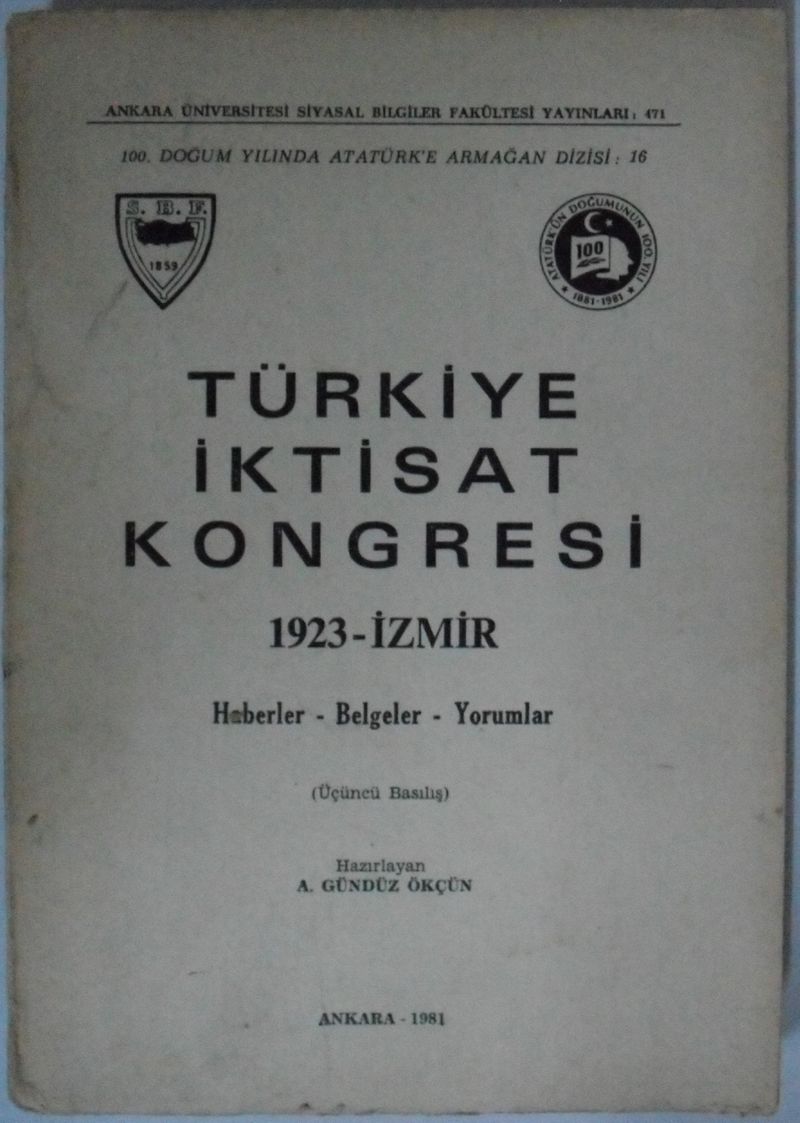 ANKARA ÜNİVERSİTESİ SİYASAL BİLGİLER FAKÜLTESİ YAYINLARI: 471
100. DOĞUM YILINDA ATATÜRK'E ARMAĞAN DİZİSİ: 16
S. B. F.
1859
ATATÜRK'ÜN DOĞUMUNUN 100. YILI
100
1881-1981
TÜRKİYE
İKTİSAT
KONGRESİ
1923-İZMİR
Haberler - Belgeler - Yorumlar
(Üçüncü Basılış)
Hazırlayan
A. GÜNDÜZ ÖKÇÜN
ANKARA - 1981